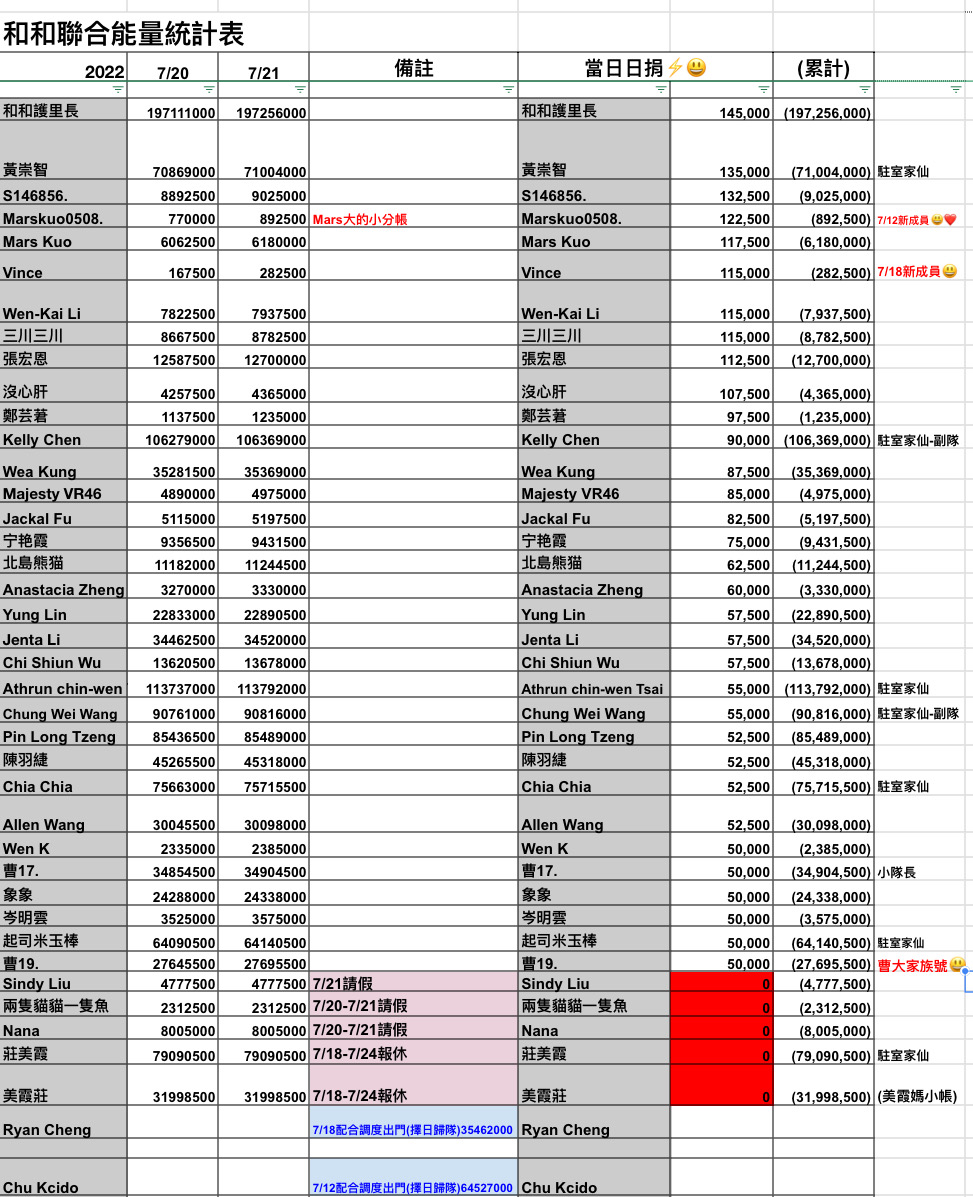 和和聯合能量統計表
2022 7/20 7/21 備註 當日日捐⚡😃 (累計)
和和護里長 197111000 197256000 和和護里長 145,000 (197,256,000)
黃崇智 70869000 71004000 黃崇智 135,000 (71,004,000) 駐室家仙
S146856. 8892500 9025000 S146856. 132,500 (9,025,000)
Marskuo0508. 770000 892500 Mars大的小分帳 Marskuo0508. 122,500 (892,500) 7/12新成員😃❤️
Mars Kuo 6062500 6180000 Mars Kuo 117,500 (6,180,000)
Vince 167500 282500 Vince 115,000 (282,500) 7/18新成員😃
Wen-Kai Li 7822500 7937500 Wen-Kai Li 115,000 (7,937,500)
三川三川 8667500 8782500 三川三川 115,000 (8,782,500)
張宏恩 12587500 12700000 張宏恩 112,500 (12,700,000)
沒心肝 4257500 4365000 沒心肝 107,500 (4,365,000)
鄭芸莙 1137500 1235000 鄭芸莙 97,500 (1,235,000)
Kelly Chen 106279000 106369000 Kelly Chen 90,000 (106,369,000) 駐室家仙-副隊
Wea Kung 35281500 35369000 Wea Kung 87,500 (35,369,000)
Majesty VR46 4890000 4975000 Majesty VR46 85,000 (4,975,000)
Jackal Fu 5115000 5197500 Jackal Fu 82,500 (5,197,500)
宁艳霞 9356500 9431500 宁艳霞 75,000 (9,431,500)
北島熊猫 11182000 11244500 北島熊猫 62,500 (11,244,500)
Anastacia Zheng 3270000 3330000 Anastacia Zheng 60,000 (3,330,000)
Yung Lin 22833000 22890500 Yung Lin 57,500 (22,890,500)
Jenta Li 34462500 34520000 Jenta Li 57,500 (34,520,000)
Chi Shiun Wu 13620500 13678000 Chi Shiun Wu 57,500 (13,678,000)
Athrun chin-wen 113737000 113792000 Athrun chin-wen Tsai 55,000 (113,792,000) 駐室家仙
Chung Wei Wang 90761000 90816000 Chung Wei Wang 55,000 (90,816,000) 駐室家仙-副隊
Pin Long Tzeng 85436500 85489000 Pin Long Tzeng 52,500 (85,489,000)
陳羽緁 45265500 45318000 陳羽緁 52,500 (45,318,000)
Chia Chia 75663000 75715500 Chia Chia 52,500 (75,715,500) 駐室家仙
Allen Wang 30045500 30098000 Allen Wang 52,500 (30,098,000)
Wen K 2335000 2385000 Wen K 50,000 (2,385,000)
曹17. 34854500 34904500 曹17. 50,000 (34,904,500) 小隊長
象象 24288000 24338000 象象 50,000 (24,338,000)
岑明雲 3525000 3575000 岑明雲 50,000 (3,575,000)
起司米玉棒 64090500 64140500 起司米玉棒 50,000 (64,140,500) 駐室家仙
曹19. 27645500 27695500 曹19. 50,000 (27,695,500) 曹大家族號😃
Sindy Liu 4777500 4777500 7/21請假 Sindy Liu 0 (4,777,500)
兩隻貓貓一隻魚 2312500 2312500 7/20-7/21請假 兩隻貓貓一隻魚 0 (2,312,500)
Nana 8005000 8005000 7/20-7/21請假 Nana 0 (8,005,000)
莊美霞 79090500 79090500 7/18-7/24報休 莊美霞 0 (79,090,500) 駐室家仙
美霞莊 31998500 31998500 7/18-7/24報休 美霞莊 0 (31,998,500) (美霞媽小帳)
Ryan Cheng 7/18配合調度出門(擇日歸隊)35462000 Ryan Cheng
Chu Kcido 7/12配合調度出門(擇日歸隊)64527000 Chu Kcido